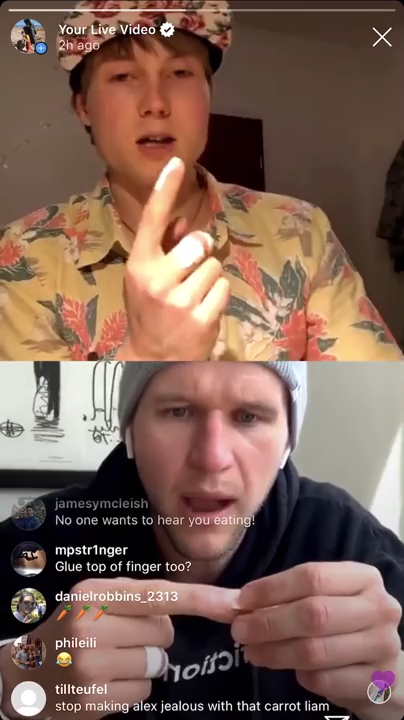 Your Live Video
2h ago
jamesymcleish
No one wants to hear you eating!
mpstr1nger
Glue top of finger too?
danielrobbins_2313
🥕🥕🥕
phileili
😂
tillteufel
stop making alex jealous with that carrot liam